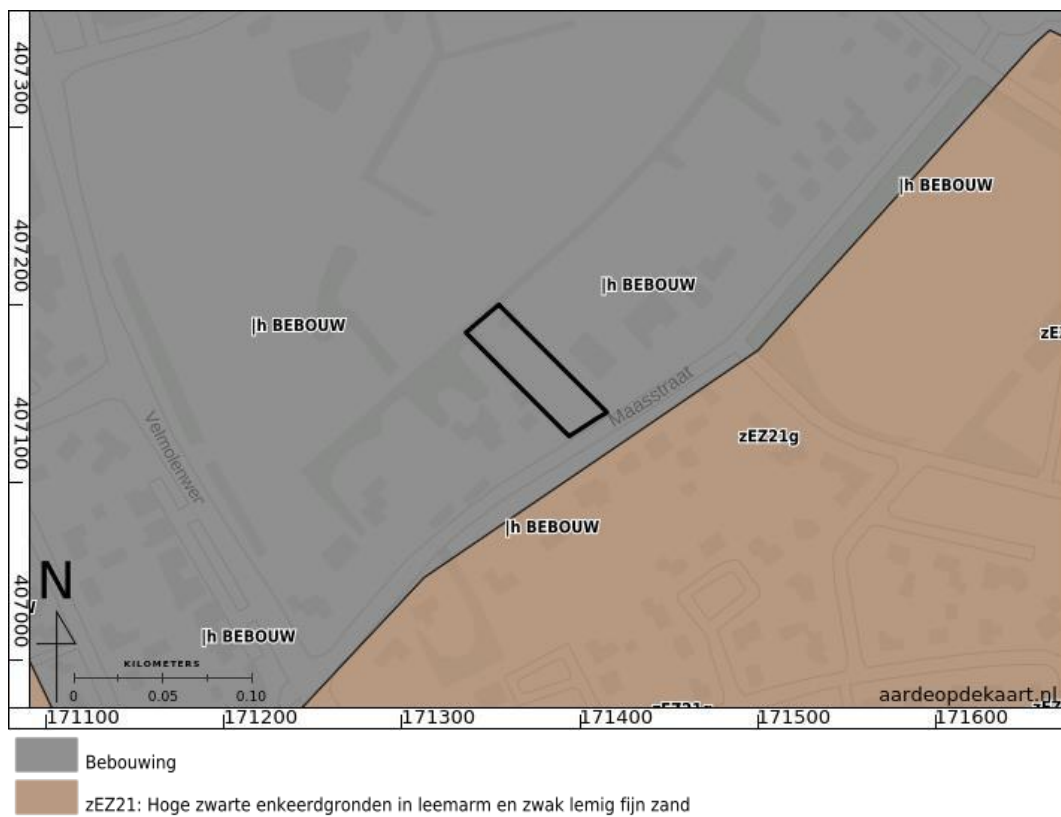 407300
|h BEBOUW
407200
|h BEBOUW
|h BEBOUW
Maasstraat
407100
Velmolenweg
zEZ21g
|h BEBOUW
407000
N
|h BEBOUW
KILOMETERS
0 0.05 0.10
aardeopdekaart.nl
171100 171200 171300 171400 171500 171600
Bebouwing
zEZ21: Hoge zwarte enkeerdgronden in leemarm en zwak lemig fijn zand